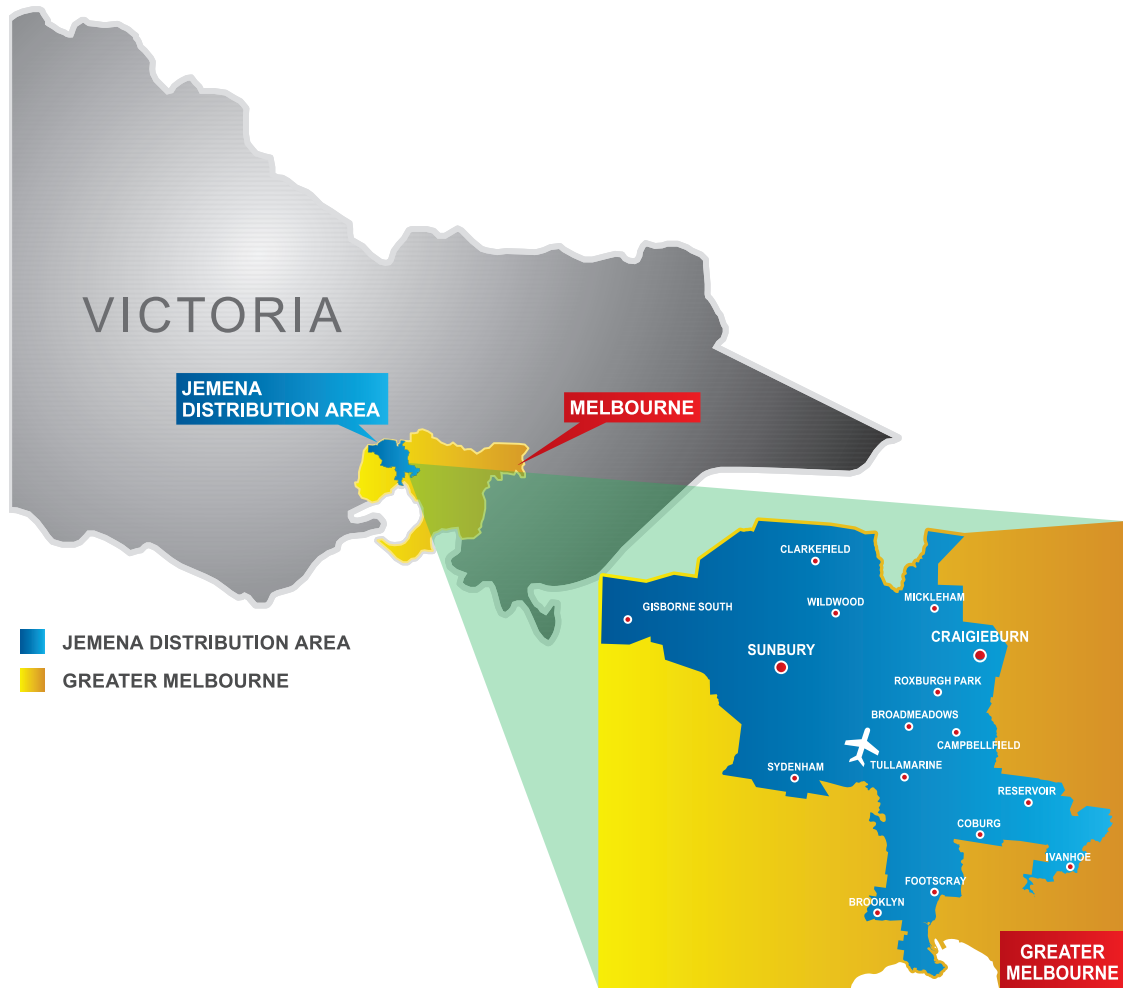 VICTORIA
JEMENA
DISTRIBUTION AREA
MELBOURNE
JEMENA DISTRIBUTION AREA
GREATER MELBOURNE
CLARKEFIELD
GISBORNE SOUTH
WILDWOOD
MICKLEHAM
SUNBURY
CRAIGIEBURN
ROXBURGH PARK
BROADMEADOWS
CAMPBELLFIELD
SYDENHAM
TULLAMARINE
RESERVOIR
COBURG
IVANHOE
FOOTSCRAY
BROOKLYN
GREATER
MELBOURNE